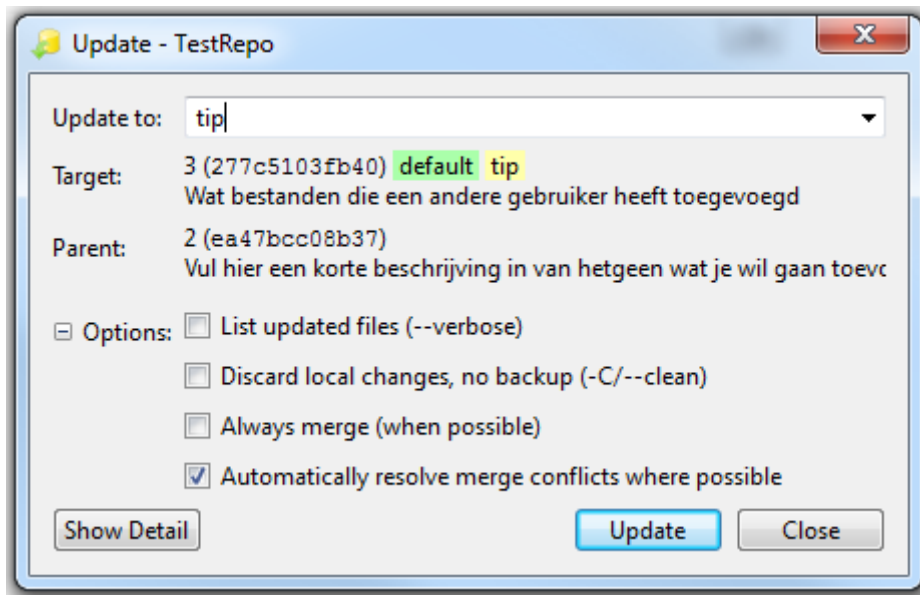 Update - TestRepo
Update to: tip
Target: 3 (277c5103fb40) default tip
Wat bestanden die een andere gebruiker heeft toegevoegd
Parent: 2 (ea47bcc08b37)
Vul hier een korte beschrijving in van hetgeen wat je wil gaan toevo
Options: List updated files (--verbose)
Discard local changes, no backup (-C/--clean)
Always merge (when possible)
Automatically resolve merge conflicts where possible
Show Detail Update Close